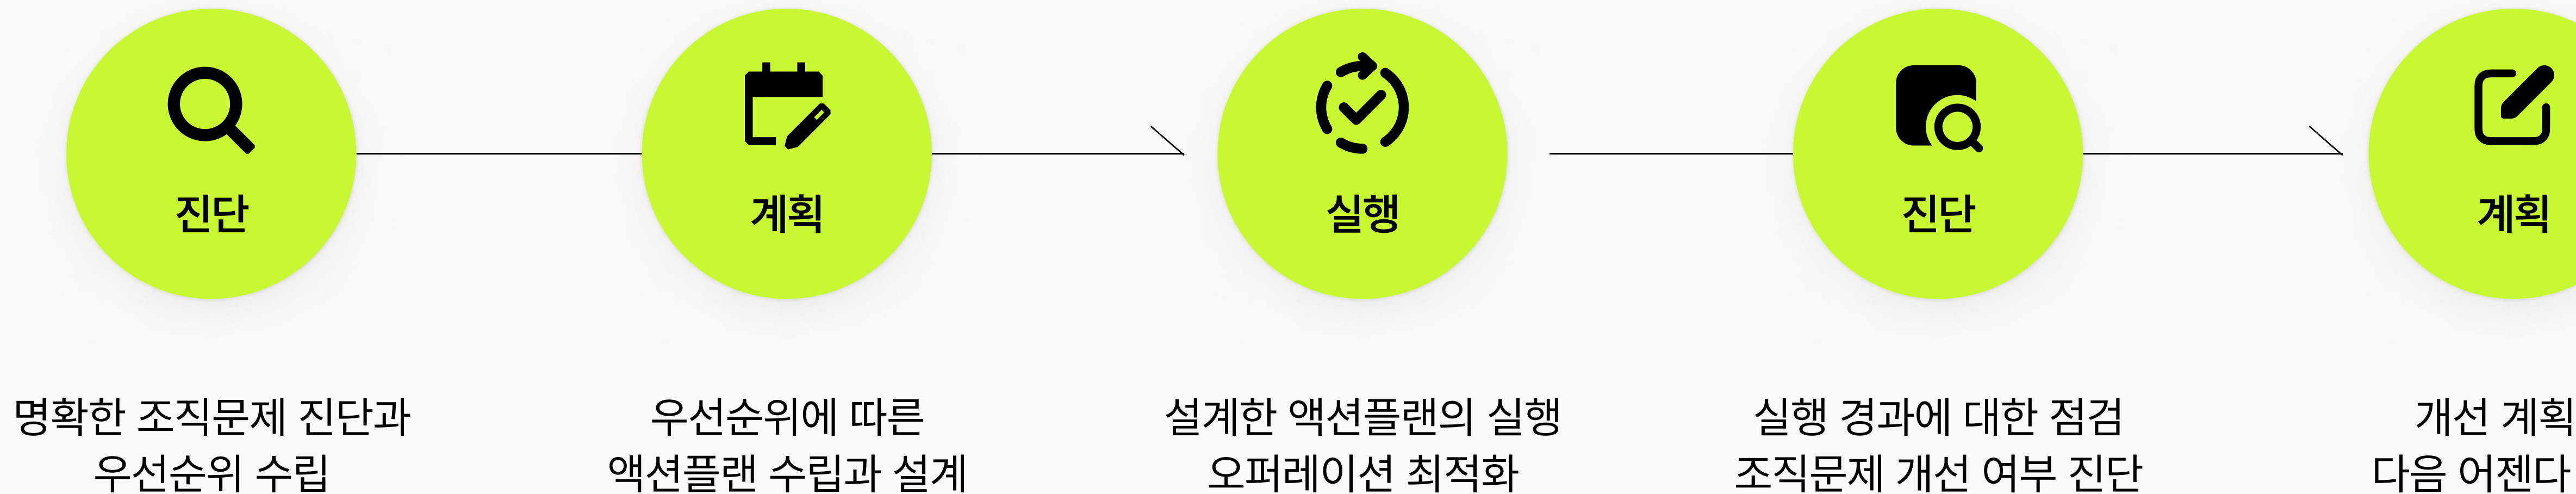 진단
명확한 조직문제 진단과
우선순위 수립
계획
우선순위에 따른
액션플랜 수립과 설계
실행
설계한 액션플랜의 실행
오퍼레이션 최적화
진단
실행 경과에 대한 점검
조직문제 개선 여부 진단
계획
개선 계획
다음 어젠다